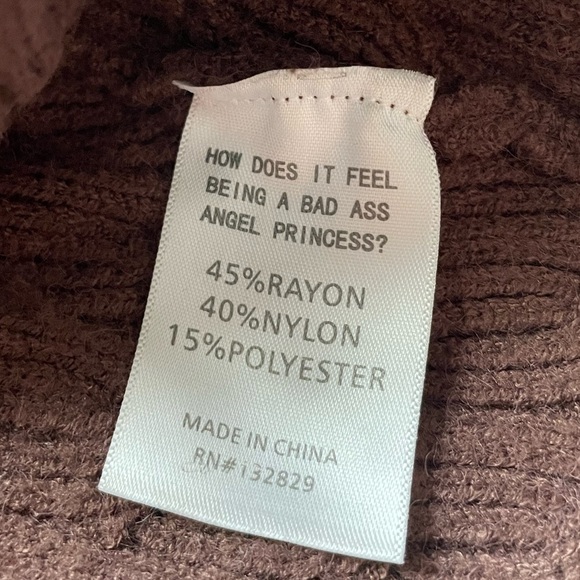 HOW DOES IT FEEL
BEING A BAD ASS
ANGEL PRINCESS?
45%RAYON
40%NYLON
15%POLYESTER
MADE IN CHINA
RN#132829